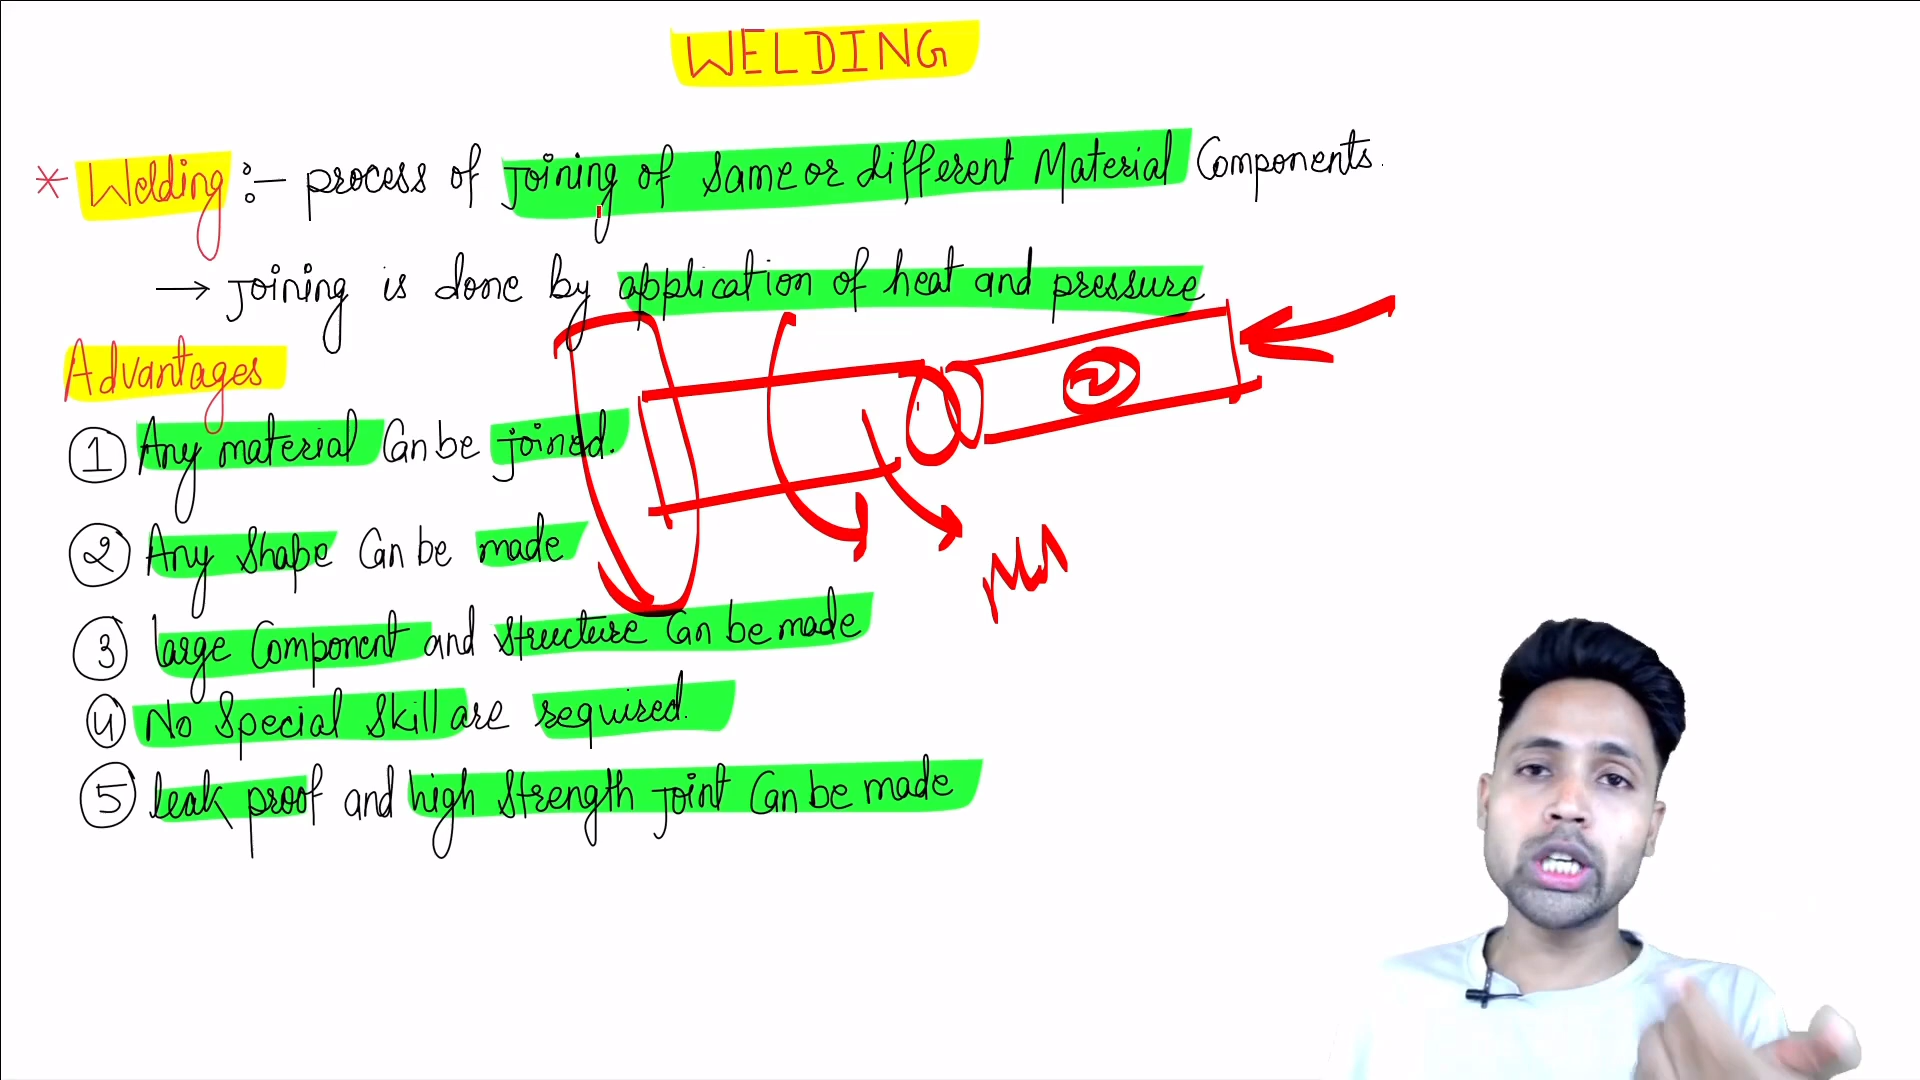 WELDING
* Welding :- process of joining of same or different Material Components.
→ joining is done by application of heat and pressure
Advantages
① Any material Can be joined.
② Any shape Can be made
③ large Component and structure Can be made
④ No special skill are required.
⑤ leak proof and high strength joint Can be made
2